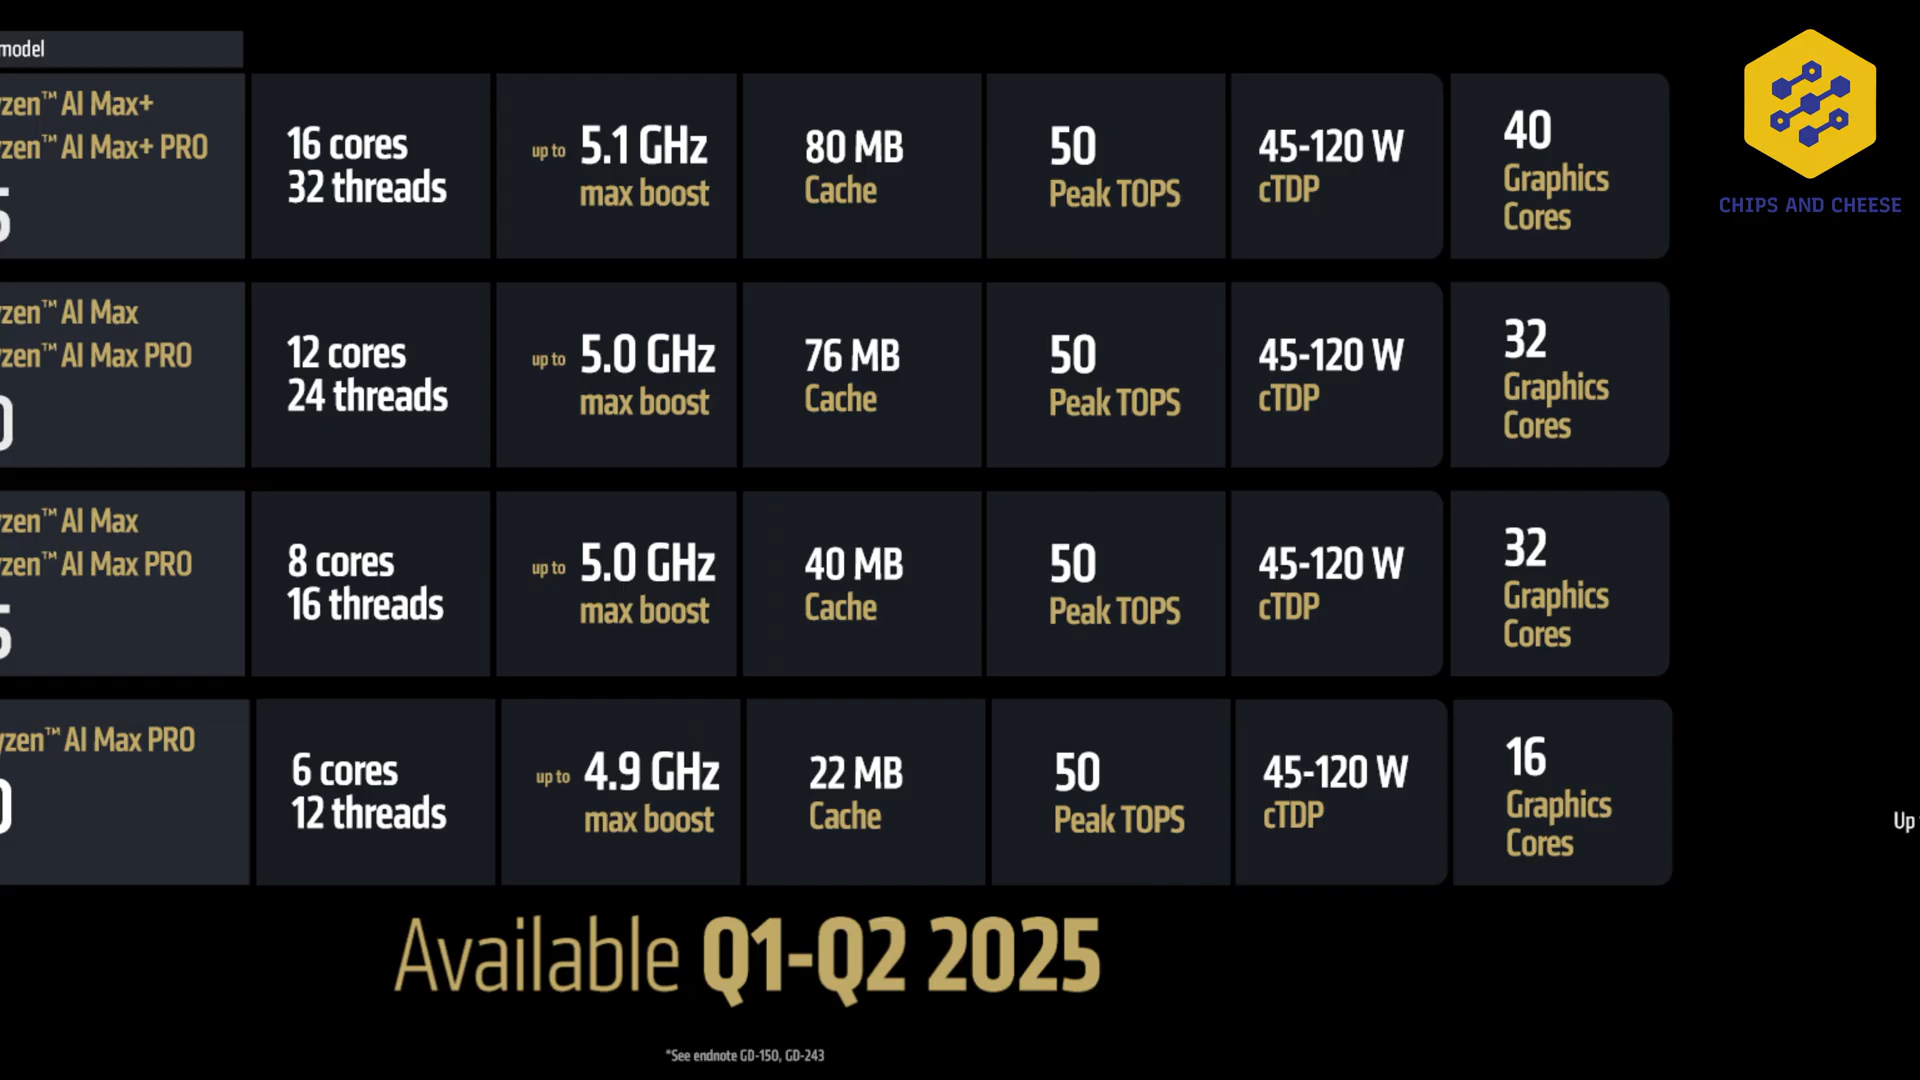 model
zen™ AI Max+
zen™ AI Max+ PRO
5
16 cores
32 threads
up to 5.1 GHz
max boost
80 MB
Cache
50
Peak TOPS
45-120 W
cTDP
40
Graphics
Cores
zen™ AI Max
zen™ AI Max PRO
0
12 cores
24 threads
up to 5.0 GHz
max boost
76 MB
Cache
50
Peak TOPS
45-120 W
cTDP
32
Graphics
Cores
zen™ AI Max
zen™ AI Max PRO
5
8 cores
16 threads
up to 5.0 GHz
max boost
40 MB
Cache
50
Peak TOPS
45-120 W
cTDP
32
Graphics
Cores
yzen™ AI Max PRO
0
6 cores
12 threads
up to 4.9 GHz
max boost
22 MB
Cache
50
Peak TOPS
45-120 W
cTDP
16
Graphics
Cores
Available Q1-Q2 2025
*See endnote GD-150, GD-243
CHIPS AND CHEESE
Up